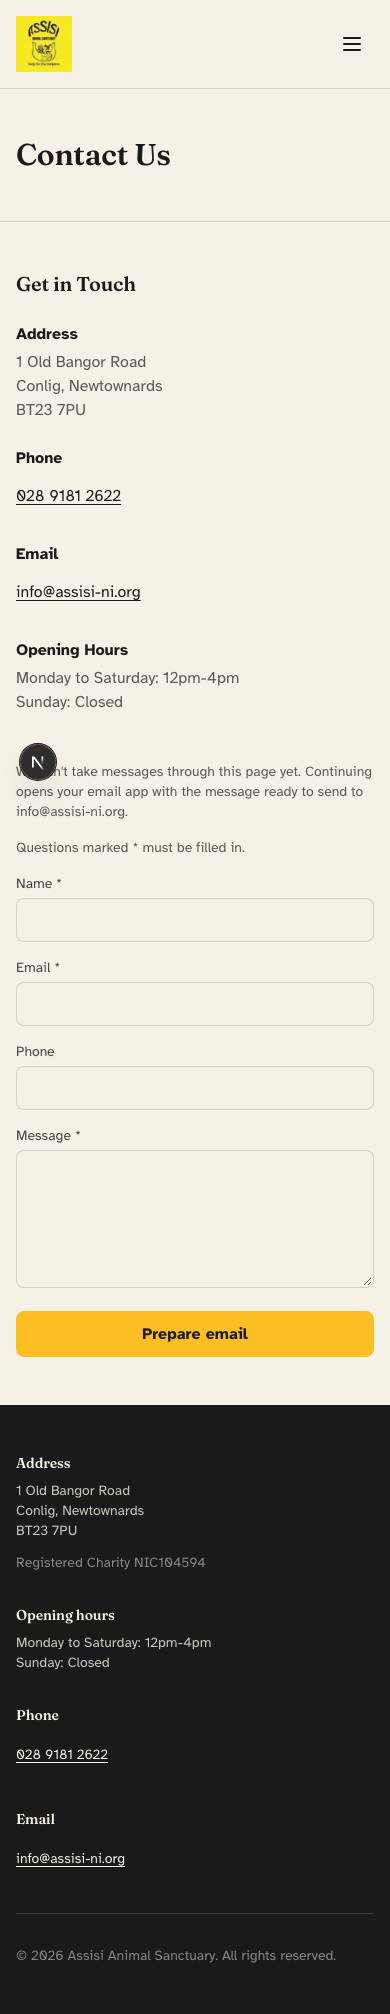 ASSISI
ANIMAL SANCTUARY
Contact Us
Get in Touch
Address
1 Old Bangor Road
Conlig, Newtownards
BT23 7PU
Phone
028 9181 2622
Email
info@assisi-ni.org
Opening Hours
Monday to Saturday: 12pm-4pm
Sunday: Closed
N
take messages through this page yet. Continuing
opens your email app with the message ready to send to
info@assisi-ni.org.
Questions marked * must be filled in.
Name *
Email *
Phone
Message *
Prepare email
Address
1 Old Bangor Road
Conlig, Newtownards
BT23 7PU
Registered Charity NIC104594
Opening hours
Monday to Saturday: 12pm-4pm
Sunday: Closed
Phone
028 9181 2622
Email
info@assisi-ni.org
© 2026 Assisi Animal Sanctuary. All rights reserved.